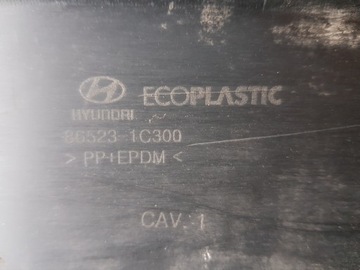 ECOPLASTIC
HYUNDAI
86523-1C300
> PP+EPDM <
CAV.:1